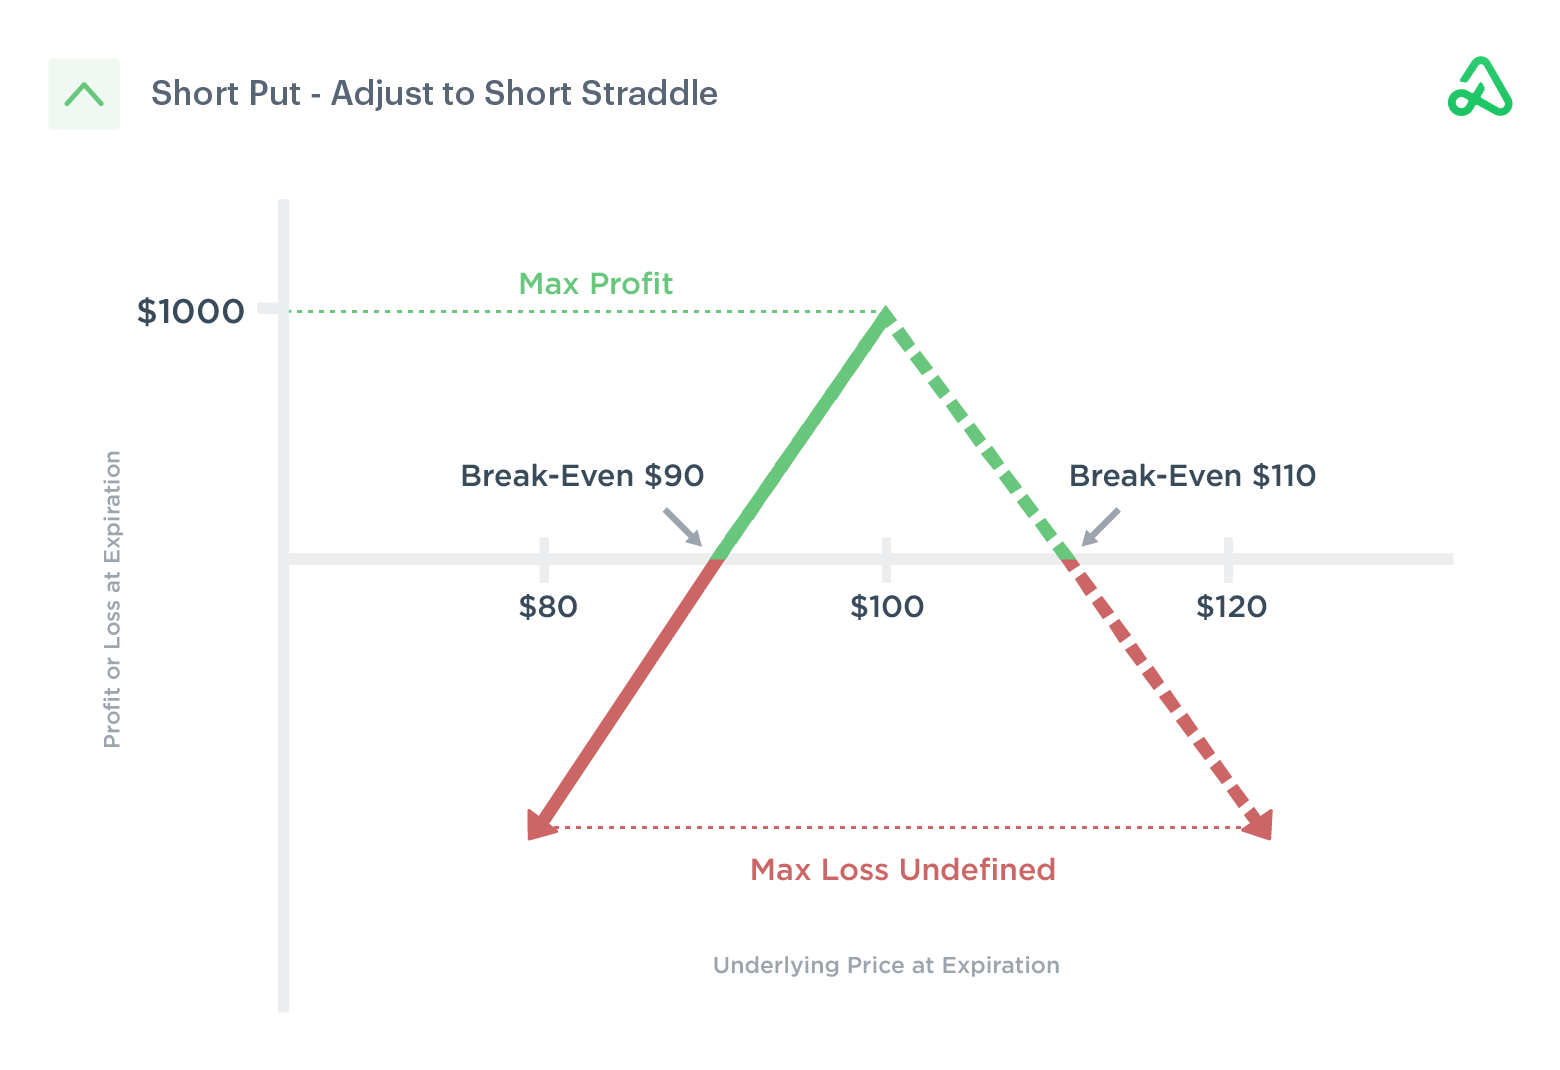 Short Put - Adjust to Short Straddle
Max Profit
$1000
Break-Even $90
Break-Even $110
Profit or Loss at Expiration
$80
$100
$120
Max Loss Undefined
Underlying Price at Expiration